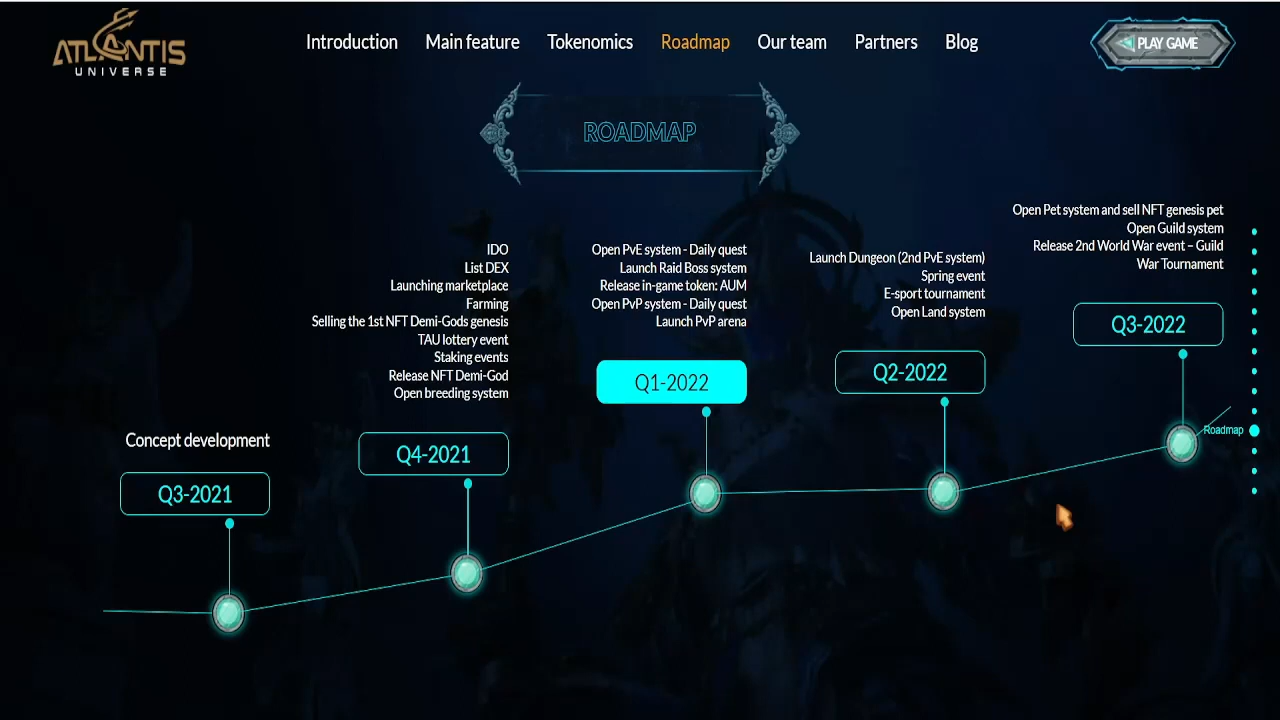 ATLANTIS
UNIVERSE
Introduction
Main feature
Tokenomics
Roadmap
Our team
Partners
Blog
PLAY GAME
ROADMAP
Concept development
Q3-2021
IDO
List DEX
Launching marketplace
Farming
Selling the 1st NFT Demi-Gods genesis
TAU lottery event
Staking events
Release NFT Demi-God
Open breeding system
Q4-2021
Open PvE system - Daily quest
Launch Raid Boss system
Release in-game token: AUM
Open PvP system - Daily quest
Launch PvP arena
Q1-2022
Launch Dungeon (2nd PvE system)
Spring event
E-sport tournament
Open Land system
Q2-2022
Open Pet system and sell NFT genesis pet
Open Guild system
Release 2nd World War event – Guild
War Tournament
Q3-2022
Roadmap